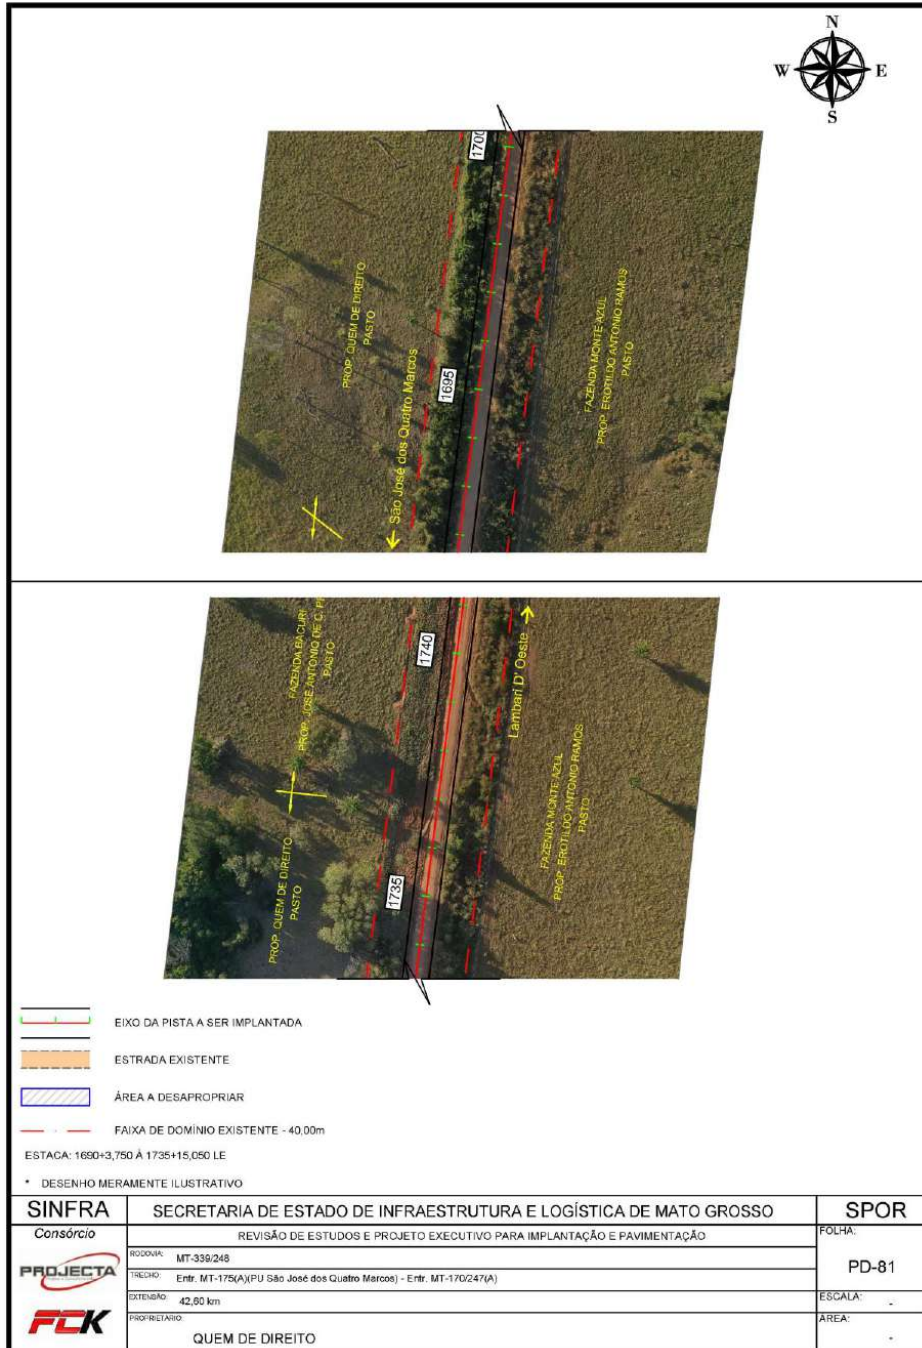 N
W E
S
1700
PROP. QUEM DE DIREITO
PASTO
1695
São José dos Quatro Marcos
FAZENDA MONTE AZUL
PROP. EROTILDO ANTONIO RAMOS
PASTO
FAZENDA BACURI
PROP. JOSÉ ANTONIO DE C.
PASTO
1740
Lambari D' Oeste
PROP. QUEM DE DIREITO
PASTO
1735
FAZENDA MONTE AZUL
PROP. EROTILDO ANTONIO RAMOS
PASTO
EIXO DA PISTA A SER IMPLANTADA
ESTRADA EXISTENTE
ÁREA A DESAPROPRIAR
FAIXA DE DOMÍNIO EXISTENTE - 40,00m
ESTACA: 1690+3,750 À 1735+15,050 LE
* DESENHO MERAMENTE ILUSTRATIVO
SINFRA
SECRETARIA DE ESTADO DE INFRAESTRUTURA E LOGÍSTICA DE MATO GROSSO
SPOR
Consórcio
PROJECTA
FCK
REVISÃO DE ESTUDOS E PROJETO EXECUTIVO PARA IMPLANTAÇÃO E PAVIMENTAÇÃO
RODOVIA: MT-339/248
TRECHO: Entr. MT-175(A)(PU São José dos Quatro Marcos) - Entr. MT-170/247(A)
EXTENSÃO: 42,60 km
PROPRIETÁRIO:
QUEM DE DIREITO
FOLHA:
PD-81
ESCALA: -
ÁREA:
-